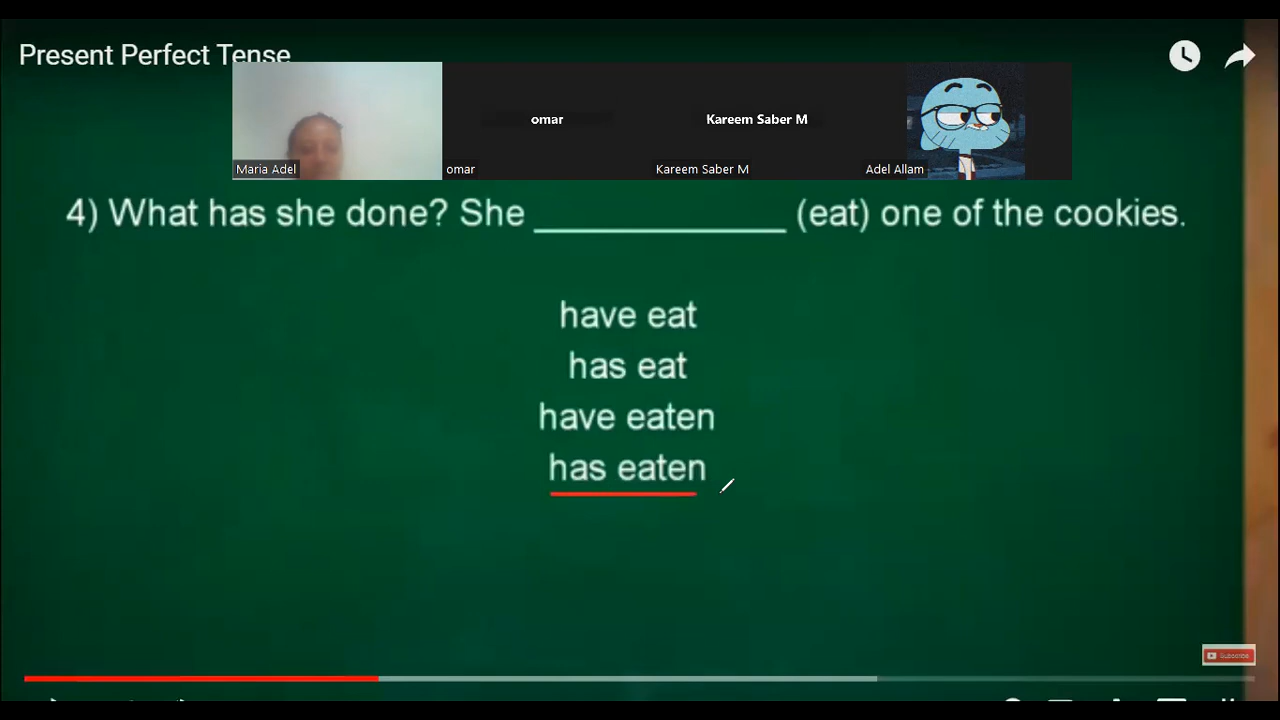 Present Perfect Tense
omar
Kareem Saber M
Maria Adel
omar
Kareem Saber M
Adel Allam
4) What has she done? She _____________ (eat) one of the cookies.
have eat
has eat
have eaten
has eaten
Subscribe